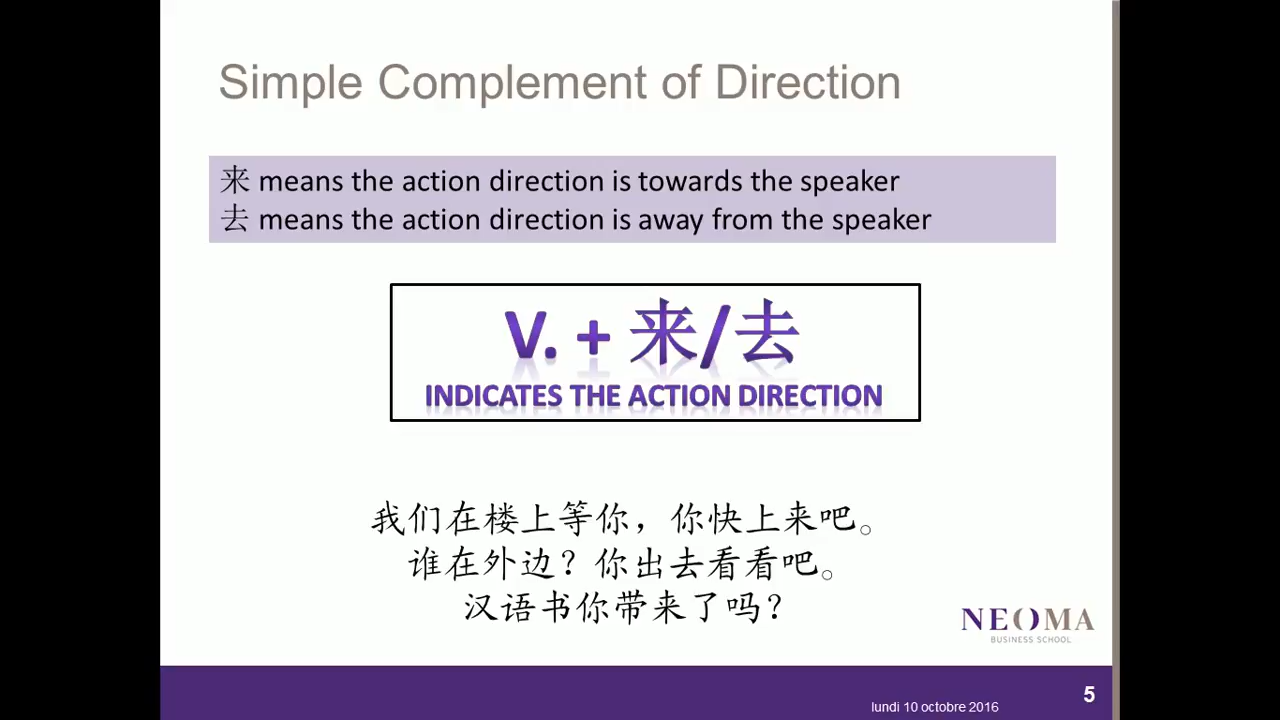 Simple Complement of Direction
来 means the action direction is towards the speaker
去 means the action direction is away from the speaker
V. + 来/去
INDICATES THE ACTION DIRECTION
我们在楼上等你，你快上来吧。
谁在外边？你出去看看吧。
汉语书你带来了吗？
NEOMA
BUSINESS SCHOOL
lundi 10 octobre 2016
5